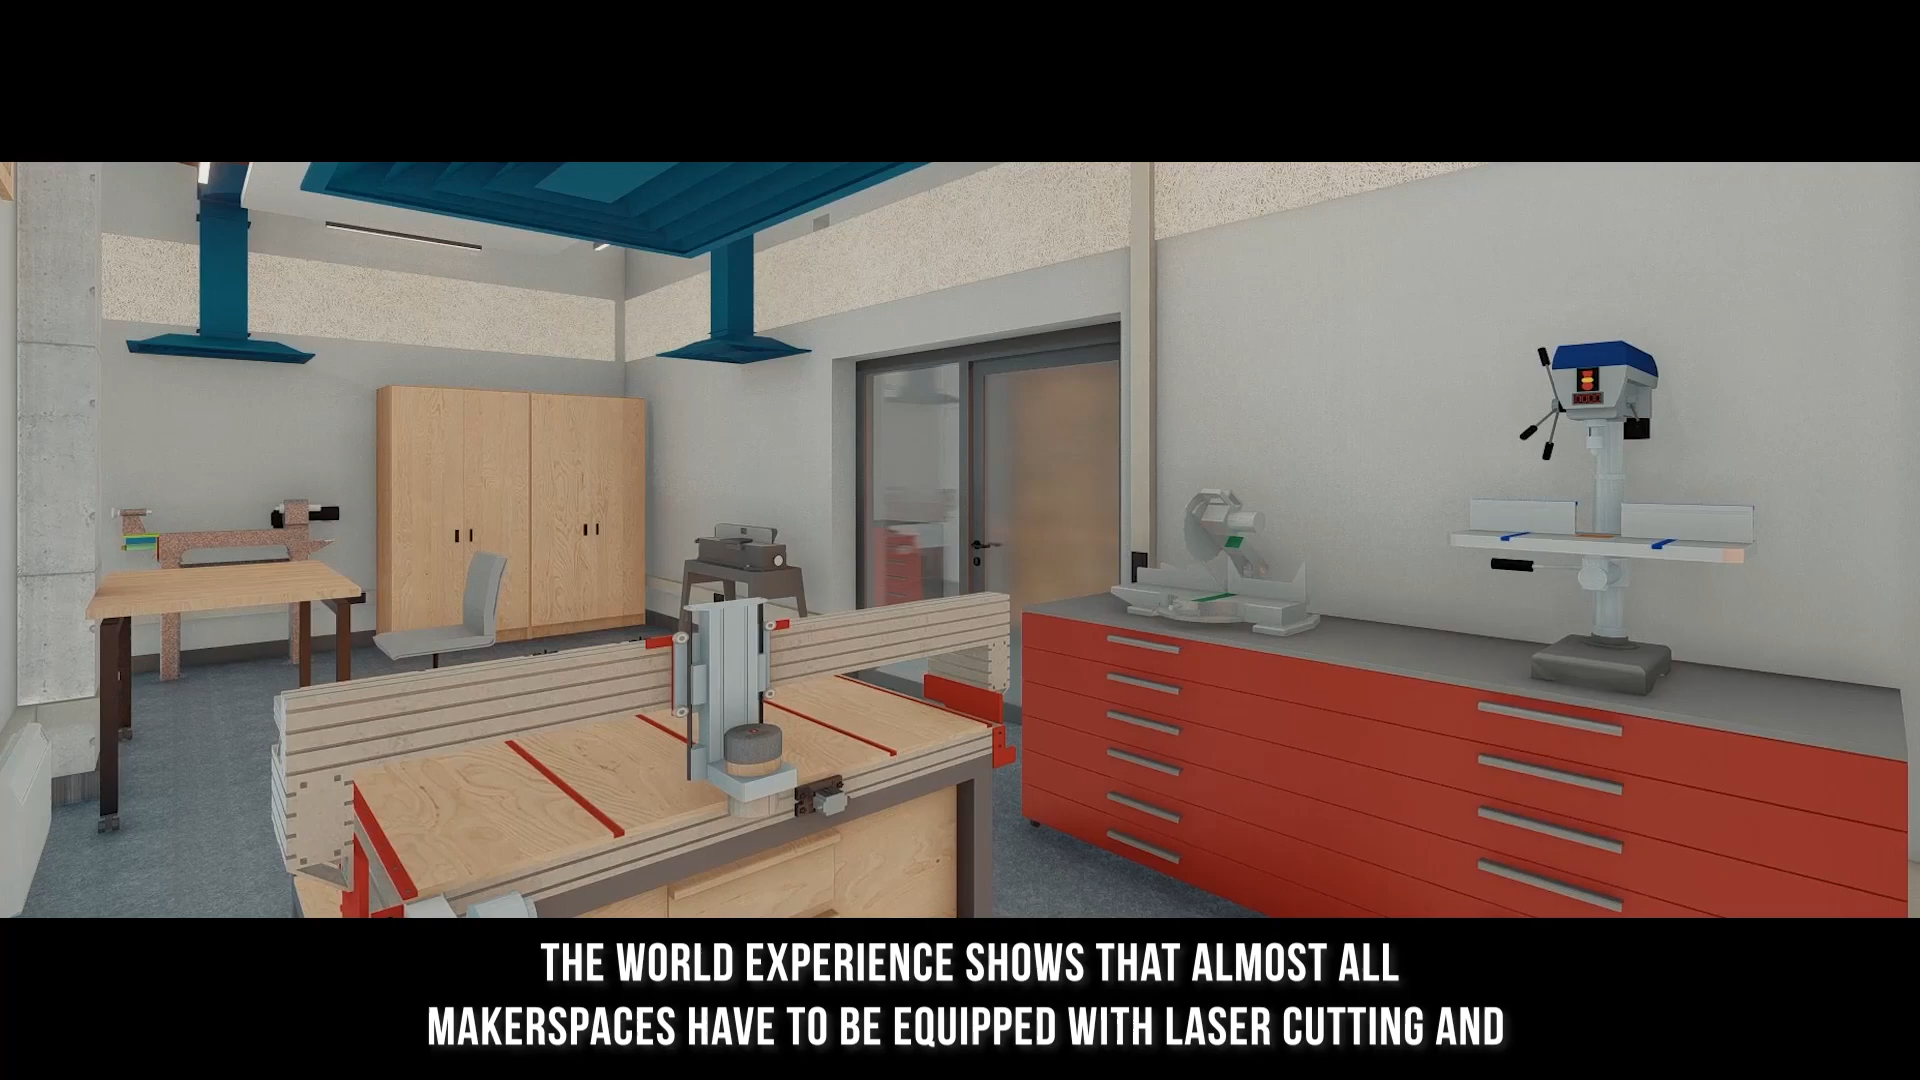 THE WORLD EXPERIENCE SHOWS THAT ALMOST ALL
MAKERSPACES HAVE TO BE EQUIPPED WITH LASER CUTTING AND